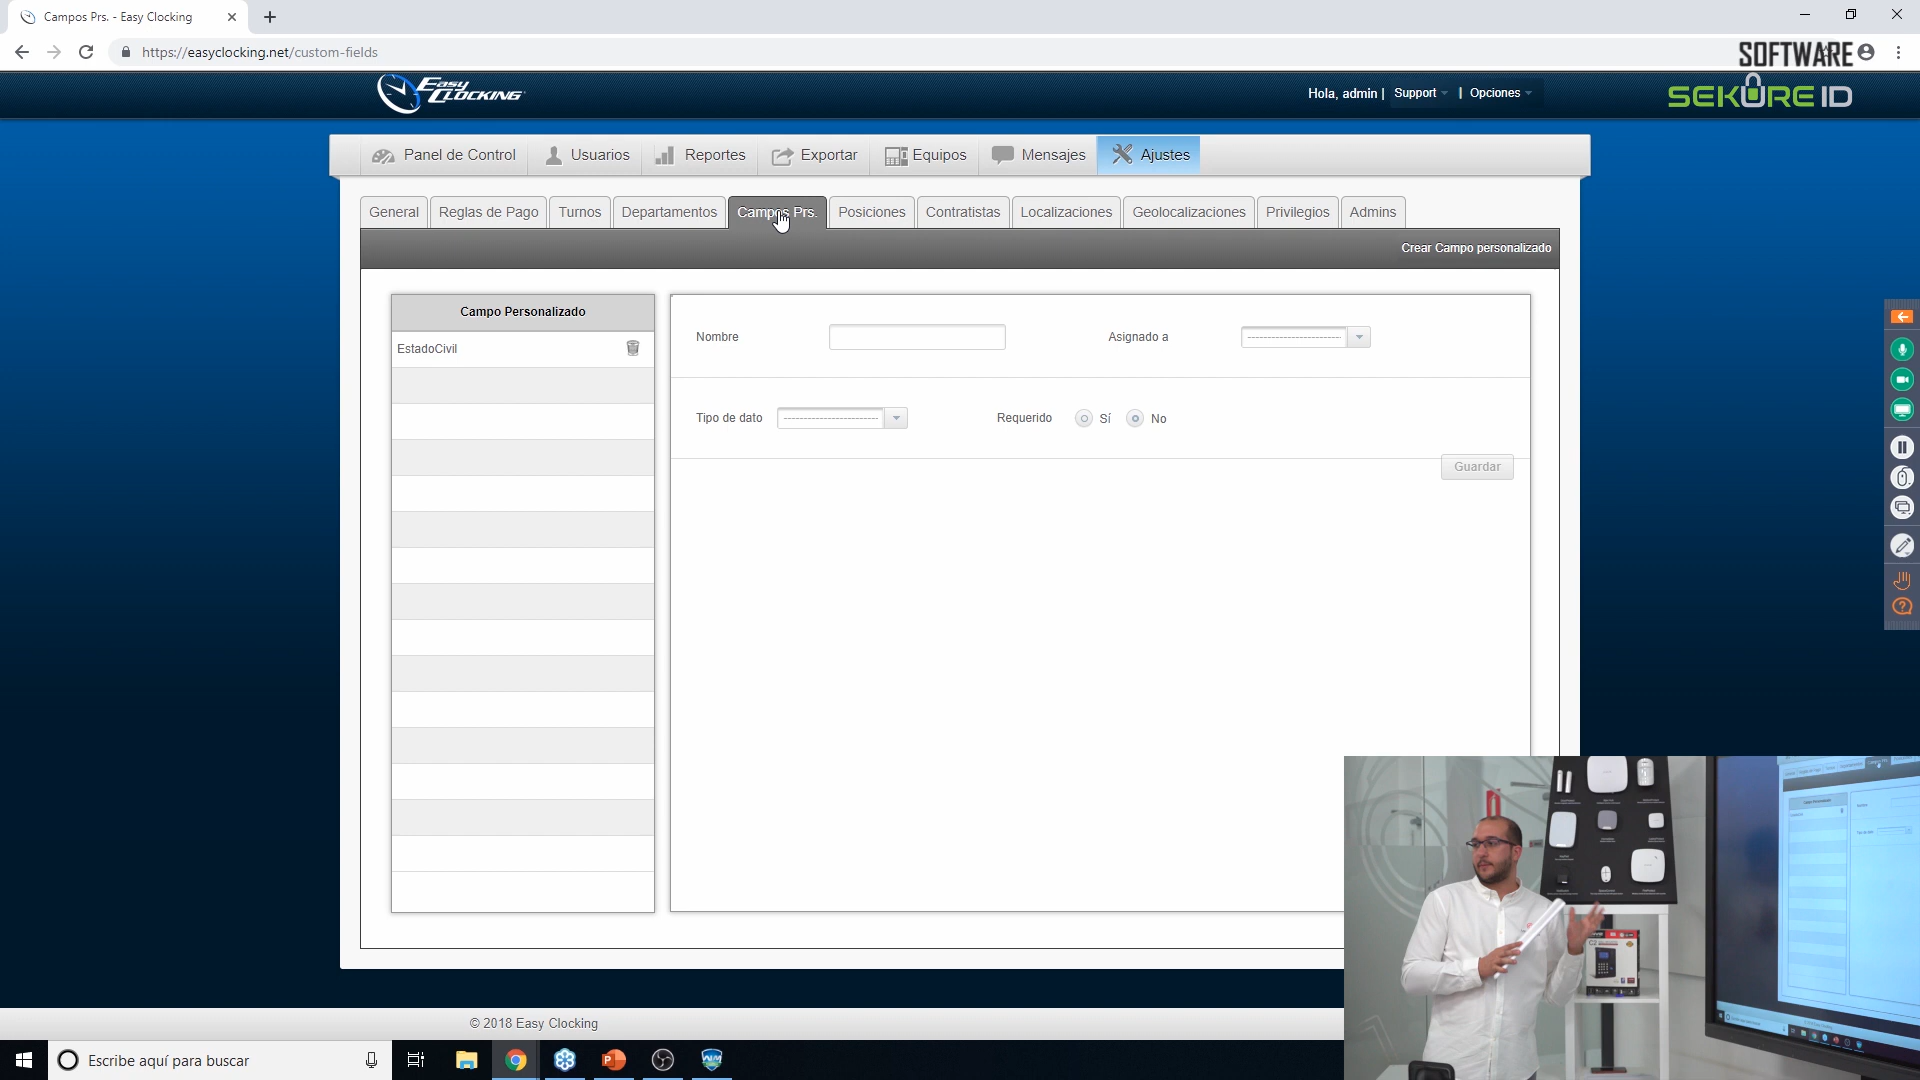 Campos Prs. - Easy Clocking
https://easyclocking.net/custom-fields
SOFTWARE
EASY CLOCKING
Hola, admin | Support | Opciones
SEKUREID
Panel de Control Usuarios Reportes Exportar Equipos Mensajes Ajustes
General Reglas de Pago Turnos Departamentos Campos Prs. Posiciones Contratistas Localizaciones Geolocalizaciones Privilegios Admins
Crear Campo personalizado
Campo Personalizado
EstadoCivil
Nombre Asignado a
Tipo de dato Requerido Sí No
Guardar
© 2018 Easy Clocking
Escribe aquí para buscar